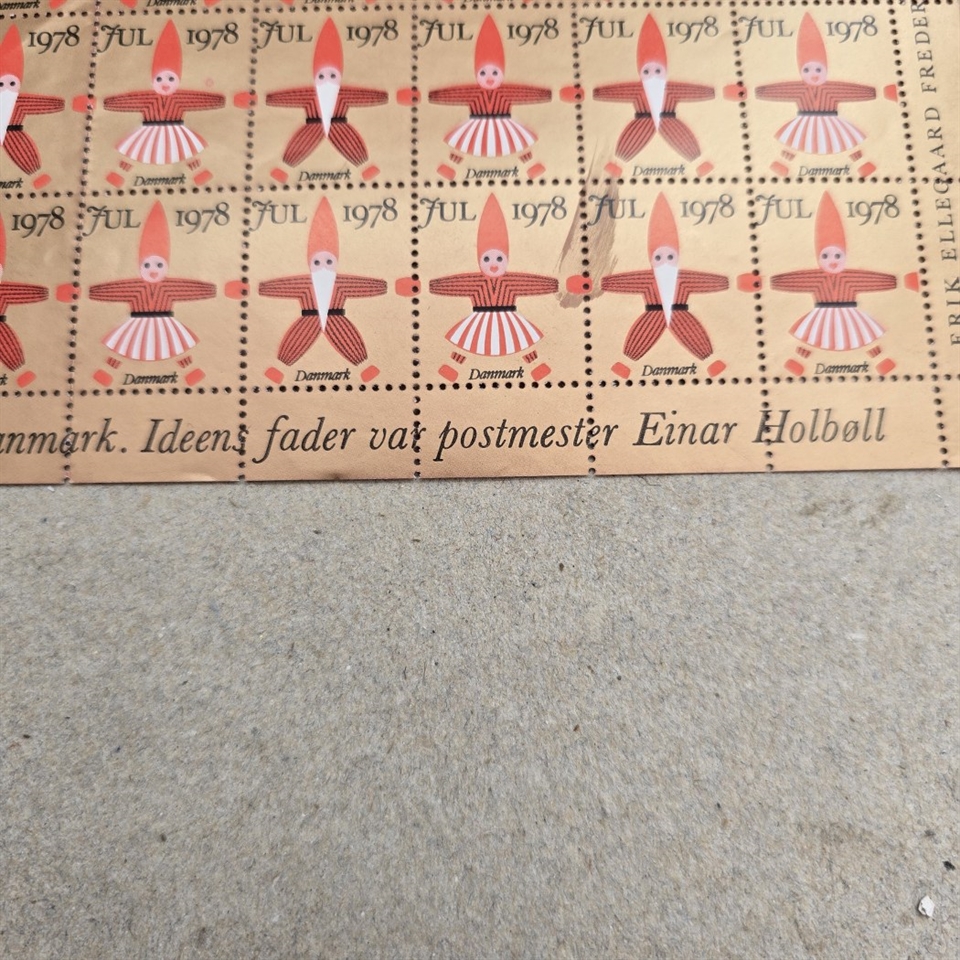 1978 JUL 1978 JUL 1978 JUL 1978 JUL 1978 JUL 1978
Danmark Danmark Danmark Danmark Danmark
1978 JUL 1978 JUL 1978 JUL 1978 JUL 1978 JUL 1978
Danmark Danmark Danmark Danmark Danmark
anmark. Ideens fader var postmester Einar Holbøll
ERIK ELLEGAARD FREDER